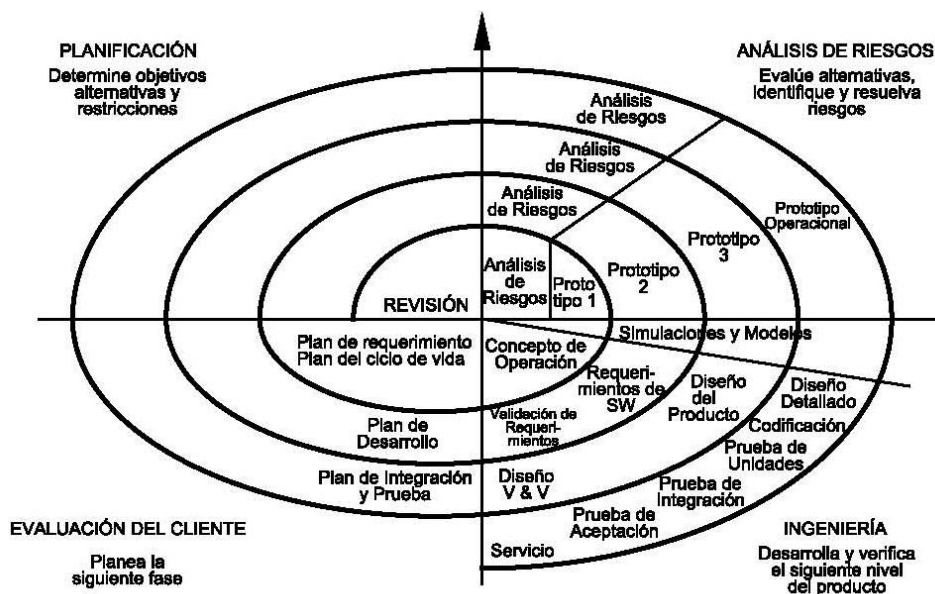 PLANIFICACIÓN
Determine objetivos
alternativas y
restricciones
ANÁLISIS DE RIESGOS
Evalúe alternativas,
identifique y resuelva
riesgos
Análisis
de Riesgos
Análisis
de Riesgos
Análisis
de Riesgos
Análisis
de
Riesgos
Proto
tipo 1
Prototipo
2
Prototipo
3
Prototipo
Operacional
REVISIÓN
Simulaciones y Modelos
Plan de requerimiento
Plan del ciclo de vida
Concepto de
Operación
Requeri-
mientos de
SW
Diseño
del
Producto
Diseño
Detallado
Codificación
Plan de
Desarrollo
Validación de
Requeri-
mientos
Prueba de
Unidades
Plan de Integración
y Prueba
Diseño
V & V
Prueba de
Integración
Prueba de
Aceptación
Servicio
EVALUACIÓN DEL CLIENTE
Planea la
siguiente fase
INGENIERÍA
Desarrolla y verifica
el siguiente nivel
del producto